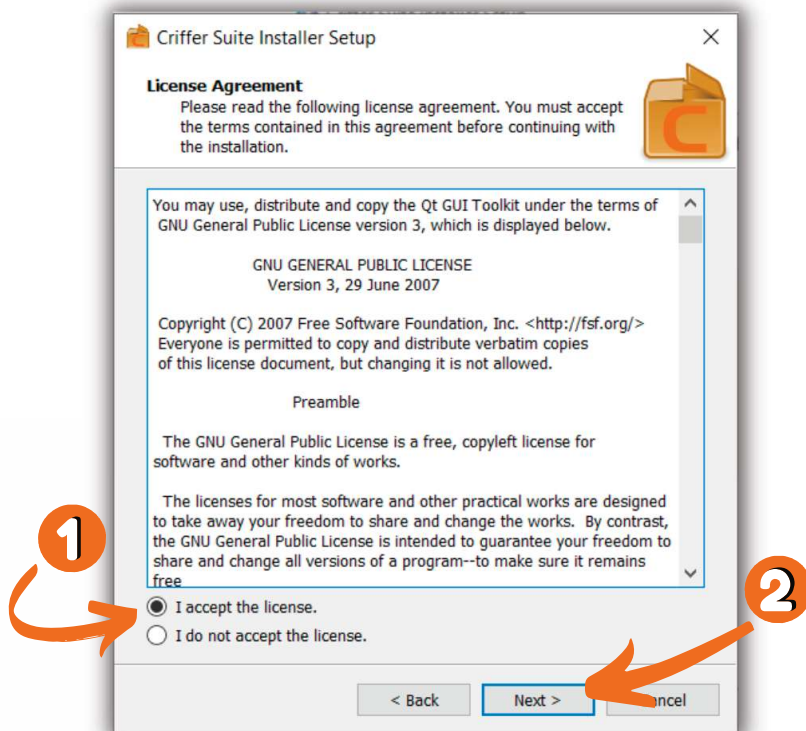 Criffer Suite Installer Setup
License Agreement
Please read the following license agreement. You must accept
the terms contained in this agreement before continuing with
the installation.
C
You may use, distribute and copy the Qt GUI Toolkit under the terms of
GNU General Public License version 3, which is displayed below.
GNU GENERAL PUBLIC LICENSE
Version 3, 29 June 2007
Copyright (C) 2007 Free Software Foundation, Inc. <http://fsf.org/>
Everyone is permitted to copy and distribute verbatim copies
of this license document, but changing it is not allowed.
Preamble
The GNU General Public License is a free, copyleft license for
software and other kinds of works.
The licenses for most software and other practical works are designed
to take away your freedom to share and change the works. By contrast,
the GNU General Public License is intended to guarantee your freedom to
share and change all versions of a program--to make sure it remains
free
1
I accept the license.
I do not accept the license.
2
< Back
Next >